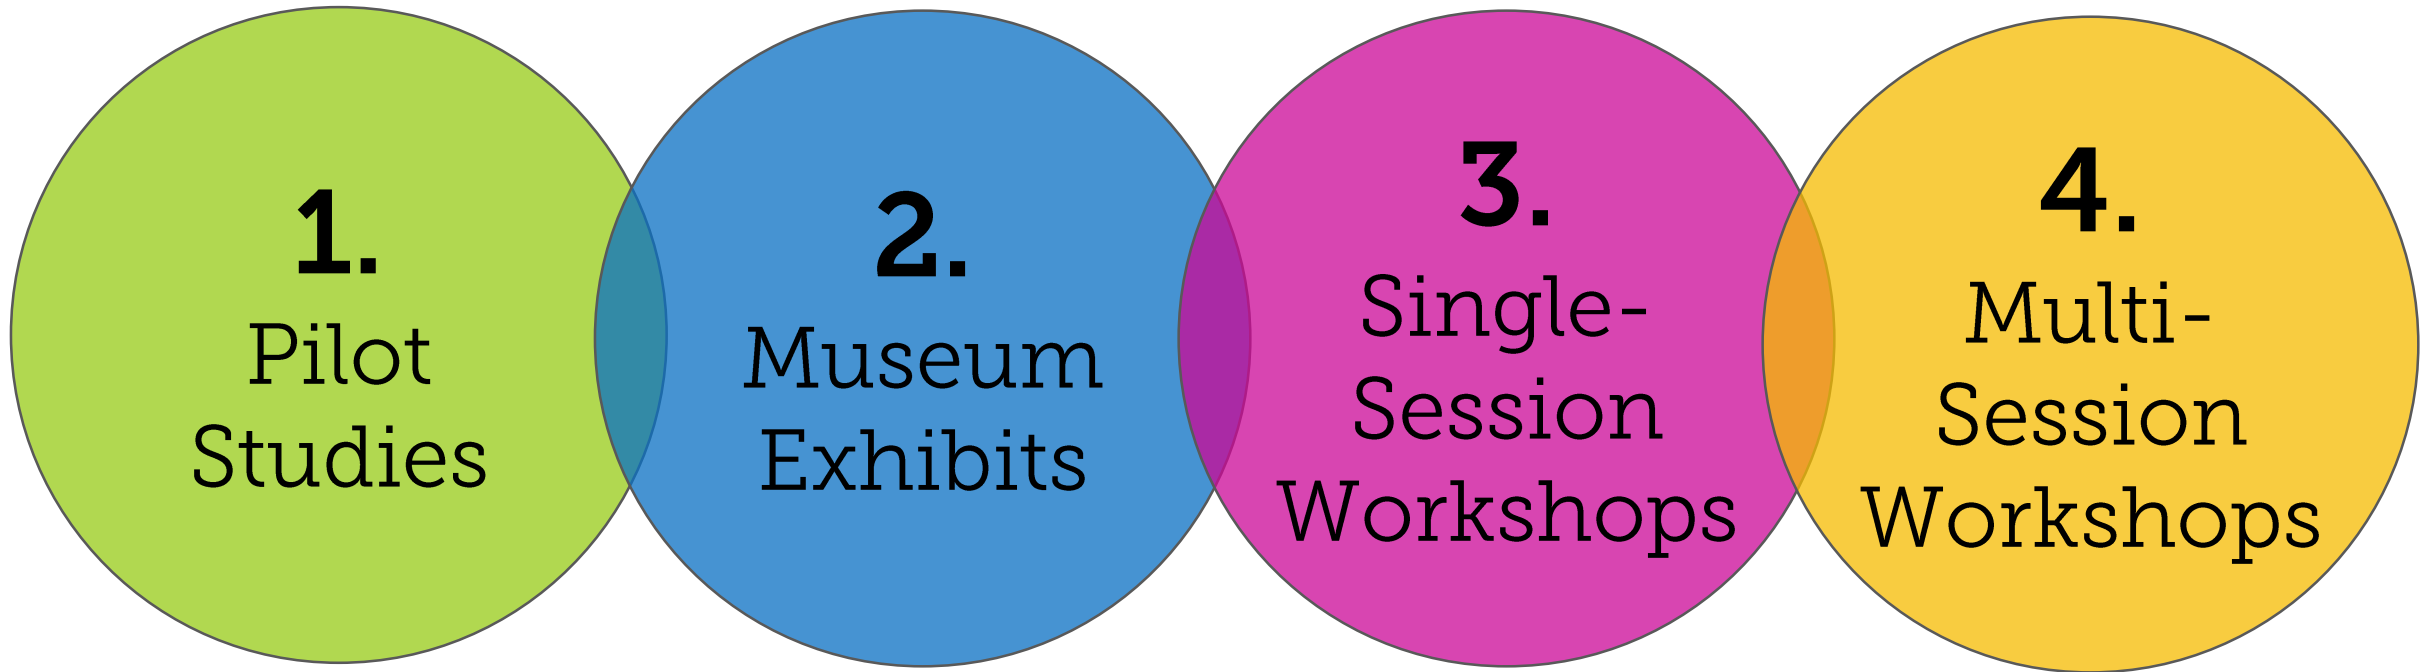 1.
Pilot
Studies
2.
Museum
Exhibits
3.
Single-
Session
Workshops
4.
Multi-
Session
Workshops